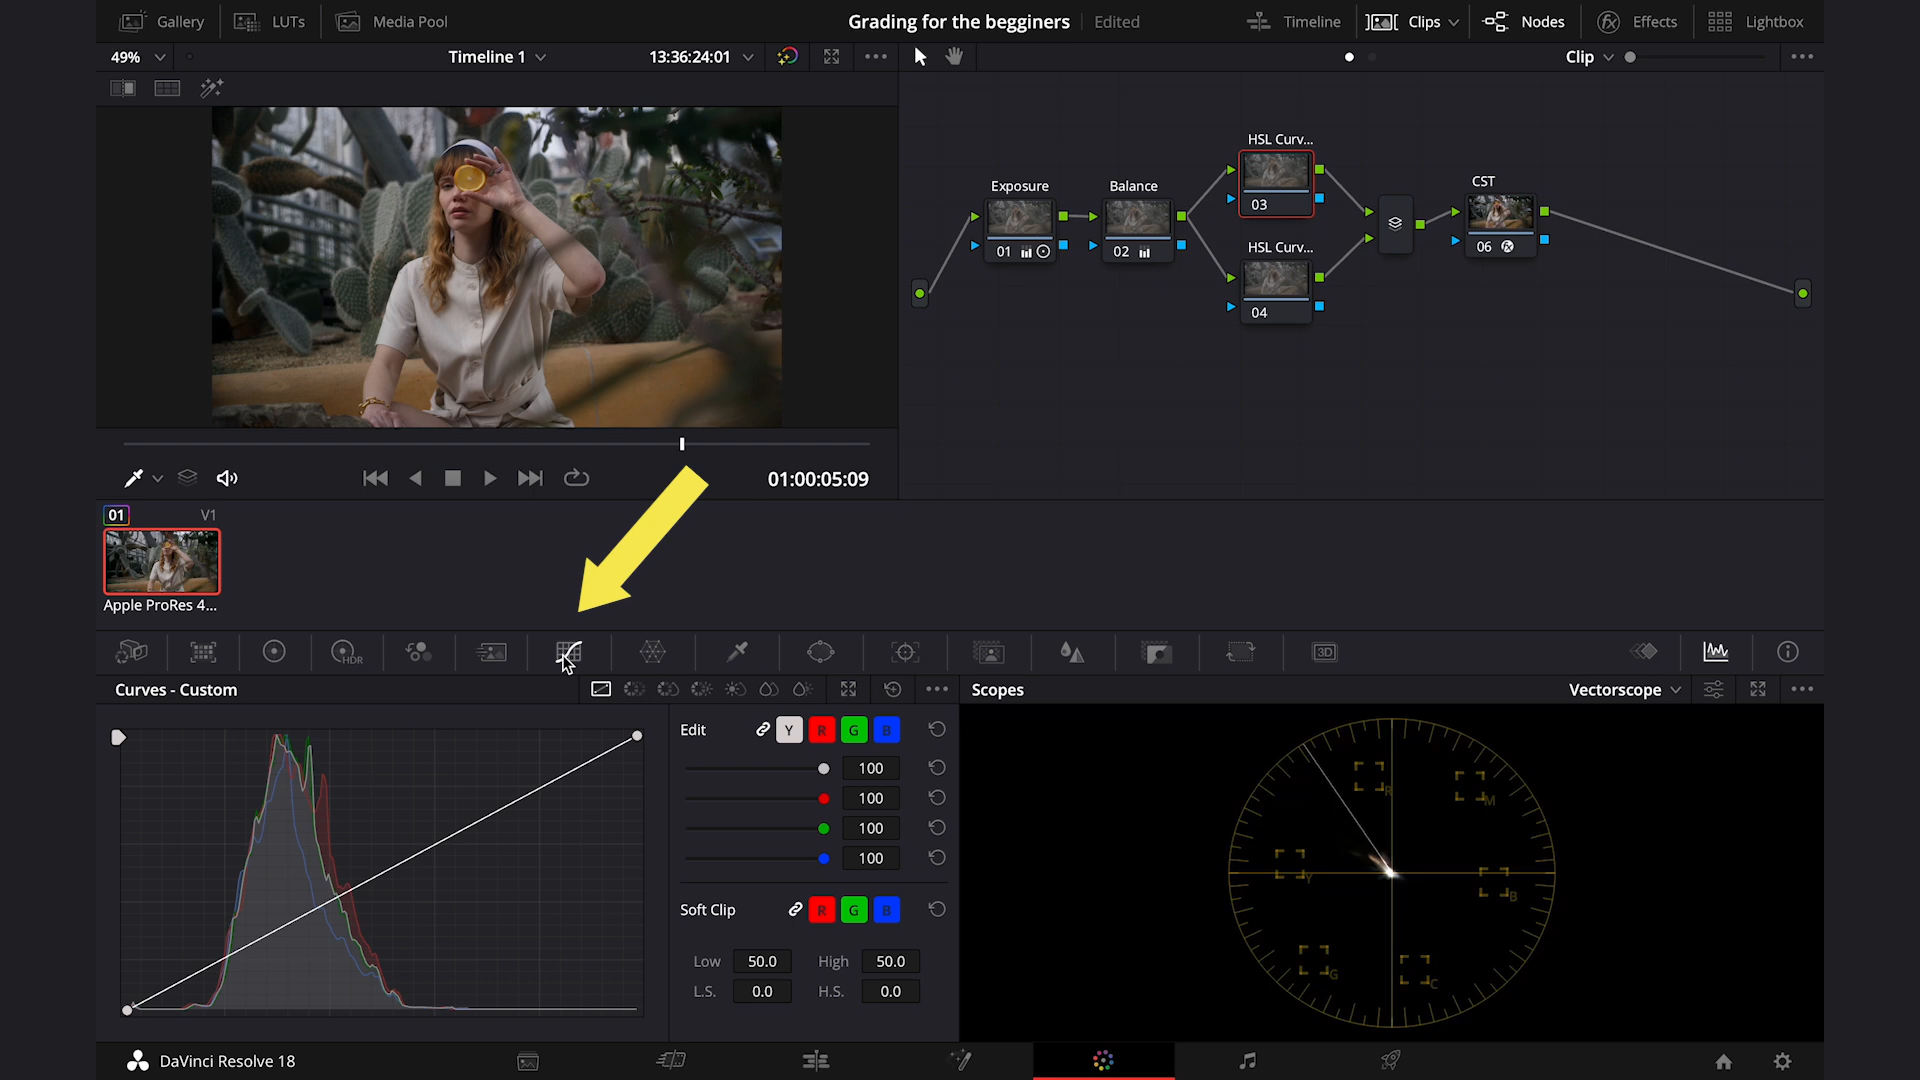 Gallery
LUTs
Media Pool
Grading for the begginers
Edited
Timeline
Clips
Nodes
Effects
Lightbox
49%
Timeline 1
13:36:24:01
Clip
HSL Curv...
Exposure
Balance
CST
03
01
02
06
HSL Curv...
04
01:00:05:09
01
V1
Apple ProRes 4...
HDR
3D
Curves - Custom
Scopes
Vectorscope
Edit
Y
R
G
B
100
100
100
100
Soft Clip
R
G
B
Low
50.0
High
50.0
L.S.
0.0
H.S.
0.0
R
M
Y
B
G
C
DaVinci Resolve 18